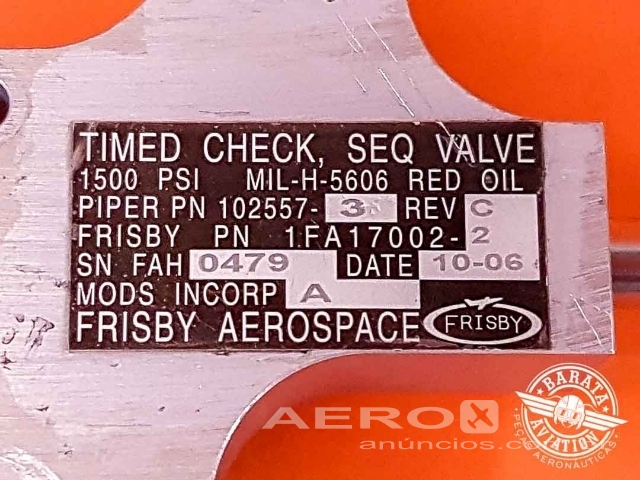 TIMED CHECK, SEQ VALVE
1500 PSI MIL-H-5606 RED OIL
PIPER PN 102557-3 REV C
FRISBY PN 1FA17002-2
SN FAH 0479 DATE 10-06
MODS INCORP A
FRISBY AEROSPACE FRISBY
BARATA
AVIATION
PEÇAS AERONÁUTICAS
AERO X
anúncios.c